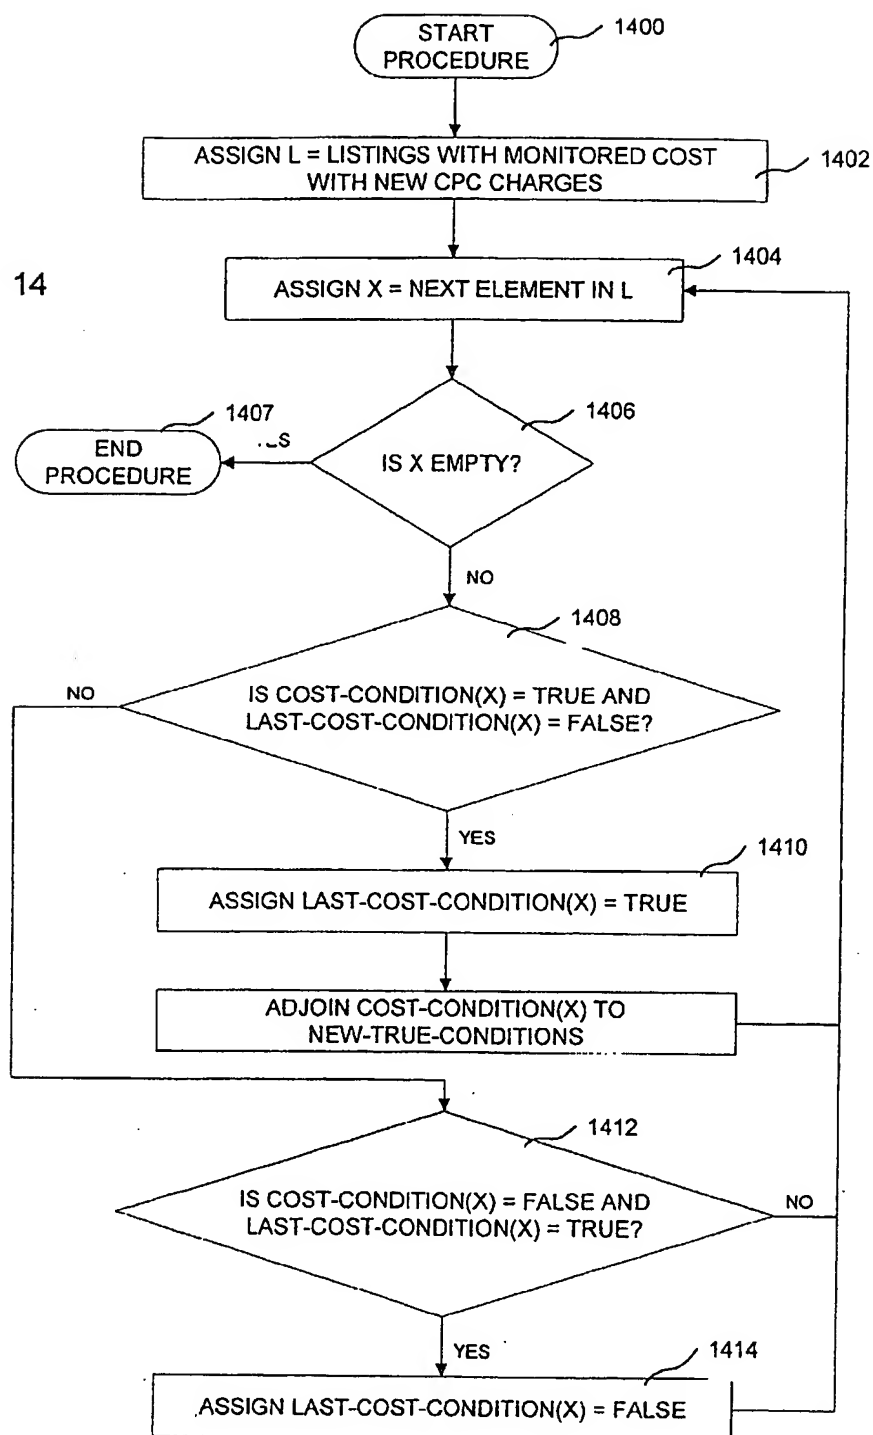 START
PROCEDURE
1400
ASSIGN L = LISTINGS WITH MONITORED COST
WITH NEW CPC CHARGES
1402
14
1404
ASSIGN X = NEXT ELEMENT IN L
1406
IS X EMPTY?
1407
END
PROCEDURE
NO
1408
NO
IS COST-CONDITION(X) = TRUE AND
LAST-COST-CONDITION(X) = FALSE?
YES
1410
ASSIGN LAST-COST-CONDITION(X) = TRUE
ADJOIN COST-CONDITION(X) TO
NEW-TRUE-CONDITIONS
1412
IS COST-CONDITION(X) = FALSE AND
LAST-COST-CONDITION(X) = TRUE?
NO
YES
1414
ASSIGN LAST-COST-CONDITION(X) = FALSE